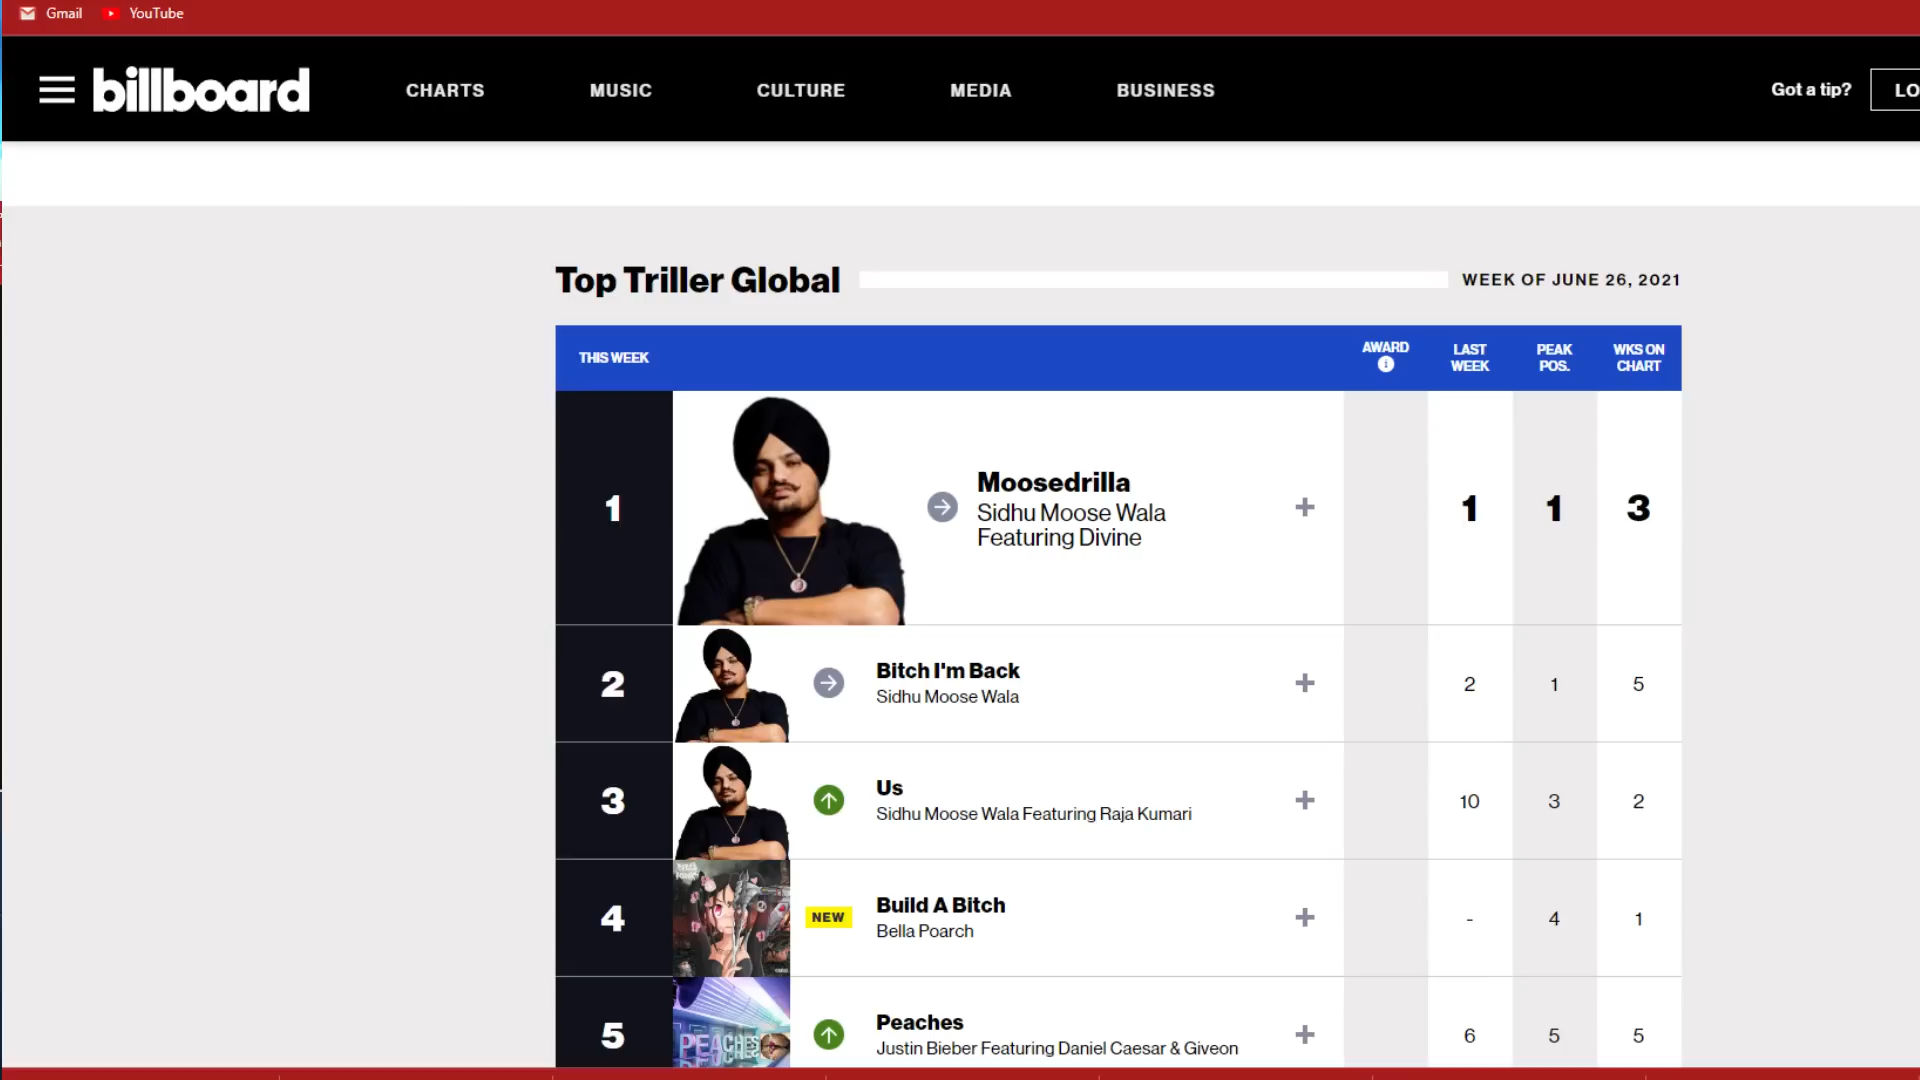 Gmail YouTube
billboard CHARTS MUSIC CULTURE MEDIA BUSINESS Got a tip? LO
Top Triller Global WEEK OF JUNE 26, 2021
THIS WEEK AWARD LAST WEEK PEAK POS. WKS ON CHART
1 Moosedrilla 1 1 3
Sidhu Moose Wala
Featuring Divine
2 Bitch I'm Back 2 1 5
Sidhu Moose Wala
3 Us 10 3 2
Sidhu Moose Wala Featuring Raja Kumari
4 NEW Build A Bitch - 4 1
Bella Poarch
5 PEACHES Peaches 6 5 5
Justin Bieber Featuring Daniel Caesar & Giveon